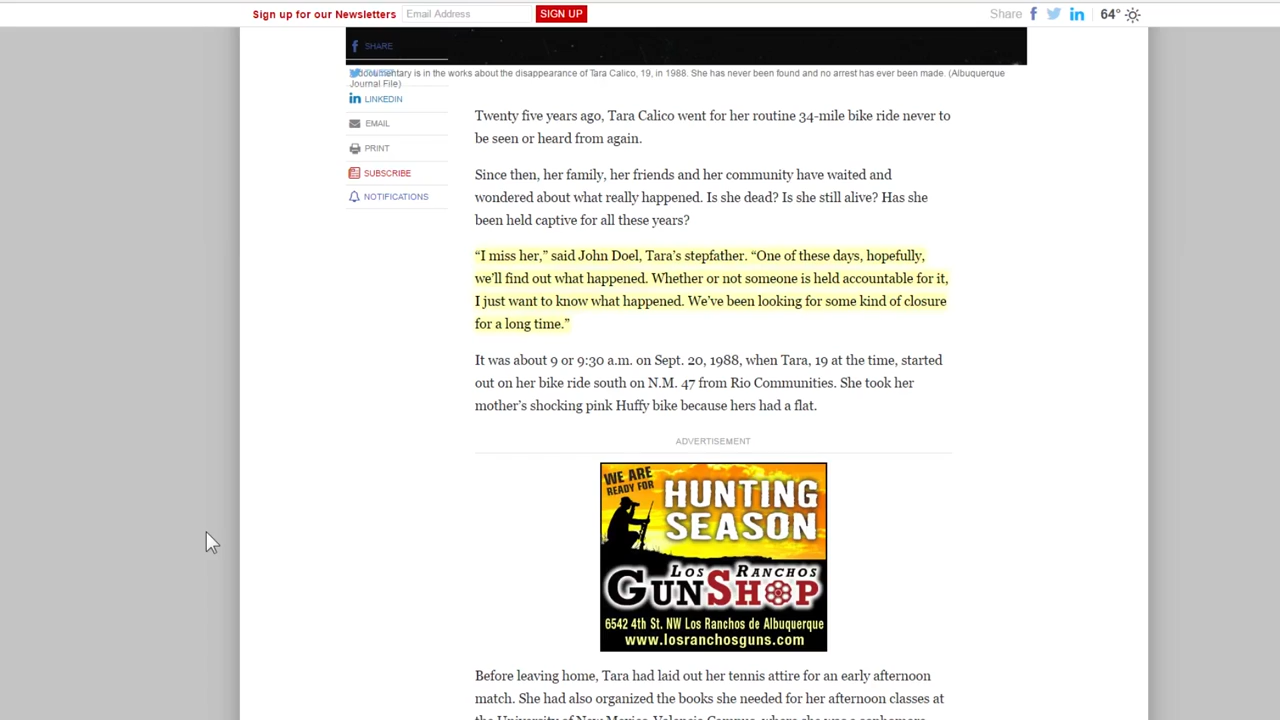 Sign up for our Newsletters Email Address SIGN UP Share 64°
SHARE
documentary is in the works about the disappearance of Tara Calico, 19, in 1988. She has never been found and no arrest has ever been made. (Albuquerque
Journal File)
LINKEDIN
EMAIL
PRINT
SUBSCRIBE
NOTIFICATIONS
Twenty five years ago, Tara Calico went for her routine 34-mile bike ride never to
be seen or heard from again.
Since then, her family, her friends and her community have waited and
wondered about what really happened. Is she dead? Is she still alive? Has she
been held captive for all these years?
“I miss her,” said John Doel, Tara’s stepfather. “One of these days, hopefully,
we’ll find out what happened. Whether or not someone is held accountable for it,
I just want to know what happened. We’ve been looking for some kind of closure
for a long time.”
It was about 9 or 9:30 a.m. on Sept. 20, 1988, when Tara, 19 at the time, started
out on her bike ride south on N.M. 47 from Rio Communities. She took her
mother’s shocking pink Huffy bike because hers had a flat.
ADVERTISEMENT
WE ARE
READY FOR
HUNTING
SEASON
LOS RANCHOS
GUNSHOP
6542 4th St. NW Los Ranchos de Albuquerque
www.losranchosguns.com
Before leaving home, Tara had laid out her tennis attire for an early afternoon
match. She had also organized the books she needed for her afternoon classes at
the University of New Mexico-Valencia Campus, where she was a sophomore